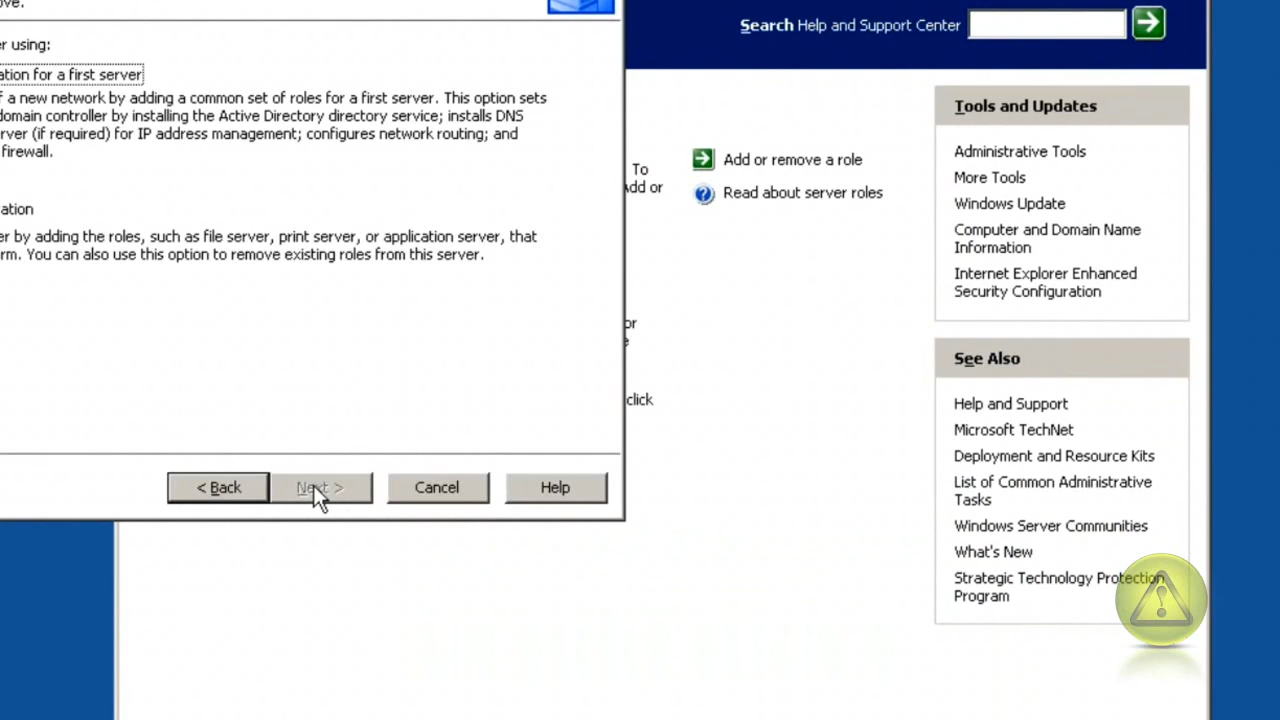 ove.
er using:
ation for a first server
f a new network by adding a common set of roles for a first server. This option sets
domain controller by installing the Active Directory directory service; installs DNS
rver (if required) for IP address management; configures network routing; and
firewall.
ation
er by adding the roles, such as file server, print server, or application server, that
rm. You can also use this option to remove existing roles from this server.
< Back
Next >
Cancel
Help
Search Help and Support Center
To
Add or
Add or remove a role
Read about server roles
or
e
click
Tools and Updates
Administrative Tools
More Tools
Windows Update
Computer and Domain Name
Information
Internet Explorer Enhanced
Security Configuration
See Also
Help and Support
Microsoft TechNet
Deployment and Resource Kits
List of Common Administrative
Tasks
Windows Server Communities
What's New
Strategic Technology Protection
Program